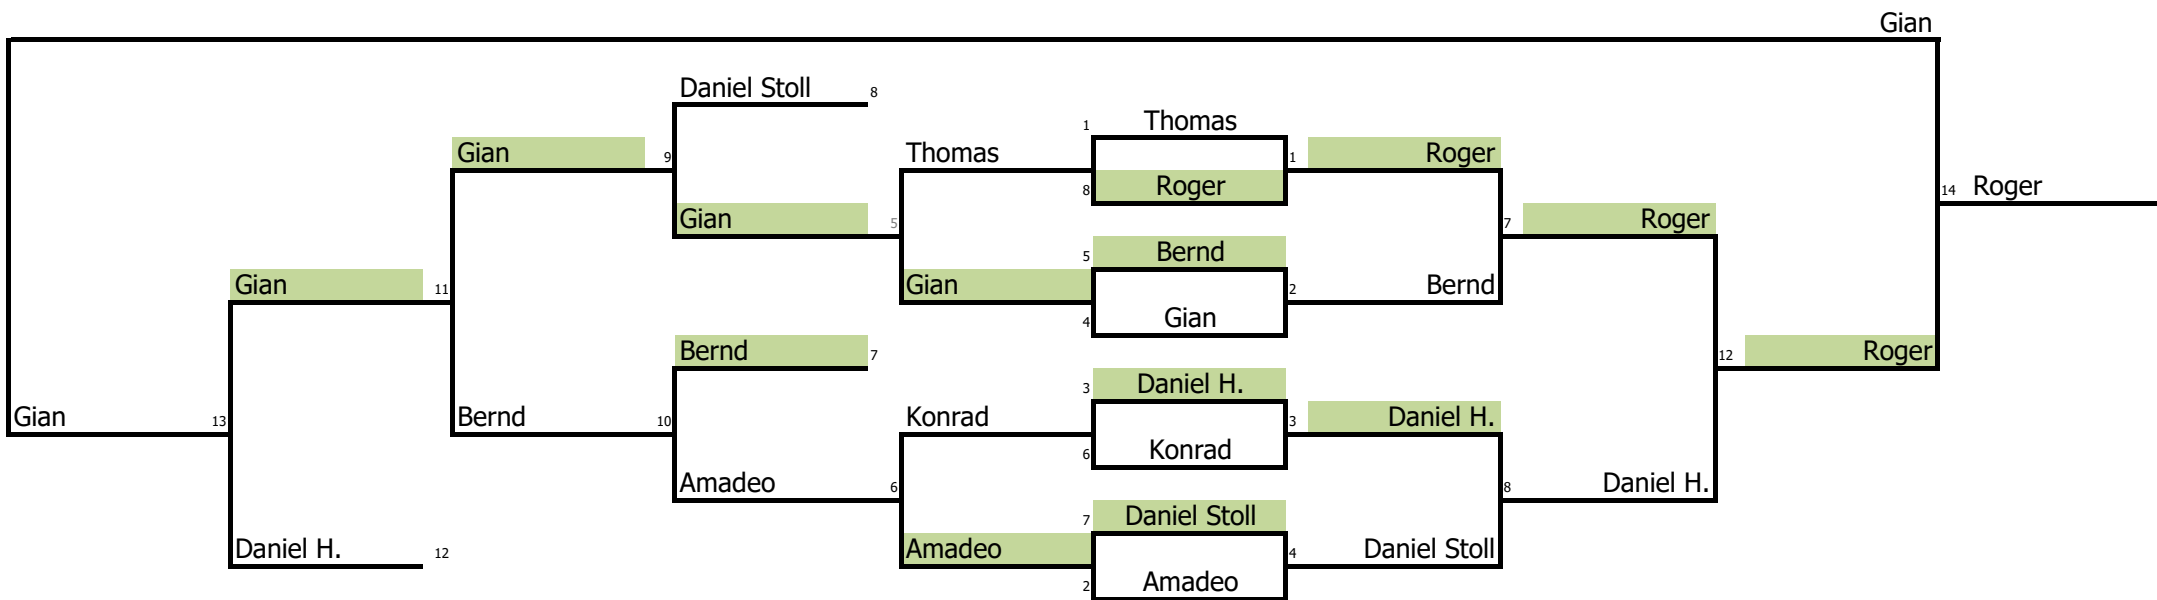 Gian
Daniel Stoll 8
1 Thomas
Gian 9 Thomas 1 Roger
8 Roger 14 Roger
Gian 5 7 Roger
5 Bernd
Gian 11 Gian 2 Bernd
4 Gian
Bernd 7 12 Roger
3 Daniel H.
Gian 13 Bernd 10 Konrad 3 Daniel H.
6 Konrad
Amadeo 6 8 Daniel H.
7 Daniel Stoll
Daniel H. 12 Amadeo 4 Daniel Stoll
2 Amadeo